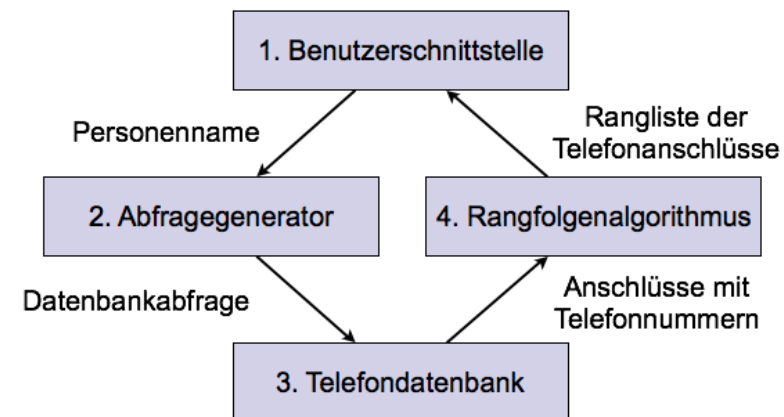 1. Benutzerschnittstelle
Personenname
Rangliste der
Telefonanschlüsse
2. Abfragegenerator
4. Rangfolgenalgorithmus
Datenbankabfrage
Anschlüsse mit
Telefonnummern
3. Telefondatenbank